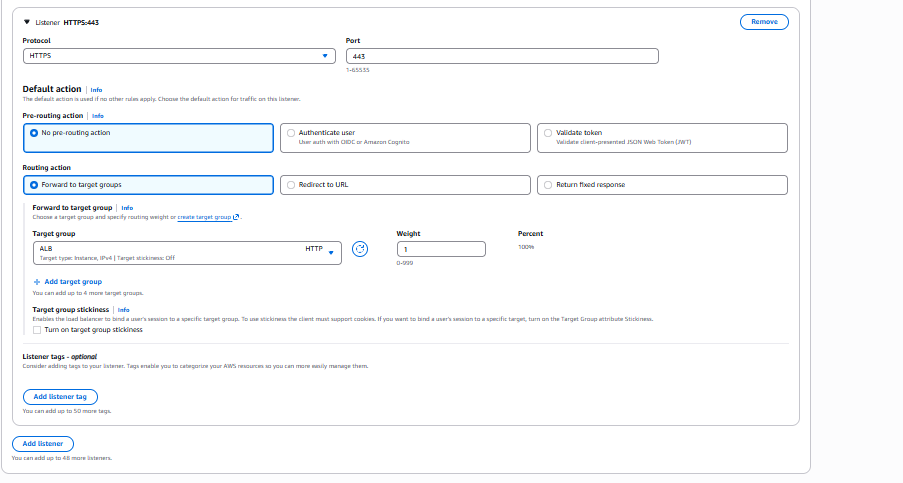 Listener HTTPS:443
Remove
Protocol
Port
HTTPS
443
1-65535
Default action | Info
The default action is used if no other rules apply. Choose the default action for traffic on this listener.
Pre-routing action | Info
No pre-routing action
Authenticate user
User auth with OIDC or Amazon Cognito
Validate token
Validate client-presented JSON Web Token (JWT)
Routing action
Forward to target groups
Redirect to URL
Return fixed response
Forward to target group | Info
Choose a target group and specify routing weight or create target group.
Target group
Weight
Percent
ALB
HTTP
Target type: Instance, IPv4 | Target stickiness: Off
1
0-999
100%
Add target group
You can add up to 4 more target groups.
Target group stickiness | Info
Enables the load balancer to bind a user's session to a specific target group. To use stickiness the client must support cookies. If you want to bind a user's session to a specific target, turn on the Target Group attribute Stickiness.
Turn on target group stickiness
Listener tags - optional
Consider adding tags to your listener. Tags enable you to categorize your AWS resources so you can more easily manage them.
Add listener tag
You can add up to 50 more tags.
Add listener
You can add up to 48 more listeners.